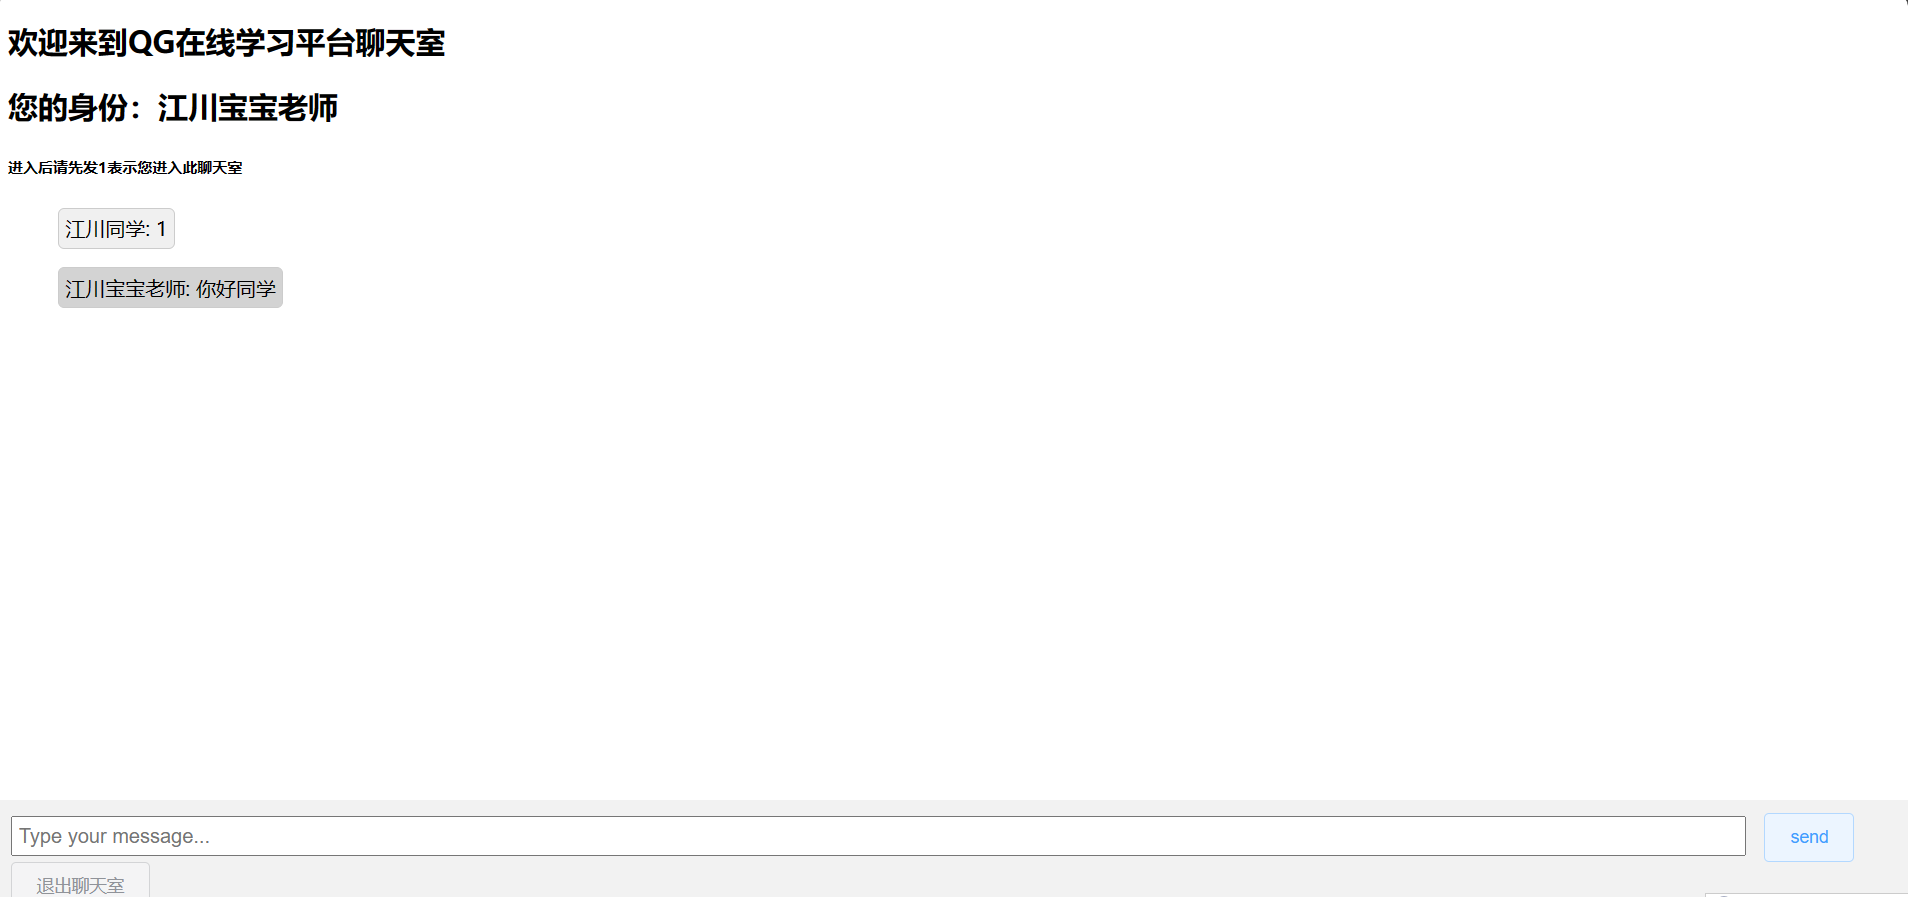 欢迎来到QG在线学习平台聊天室
您的身份：江川宝宝老师
进入后请先发1表示您进入此聊天室
江川同学: 1
江川宝宝老师: 你好同学
Type your message...
send
退出聊天室